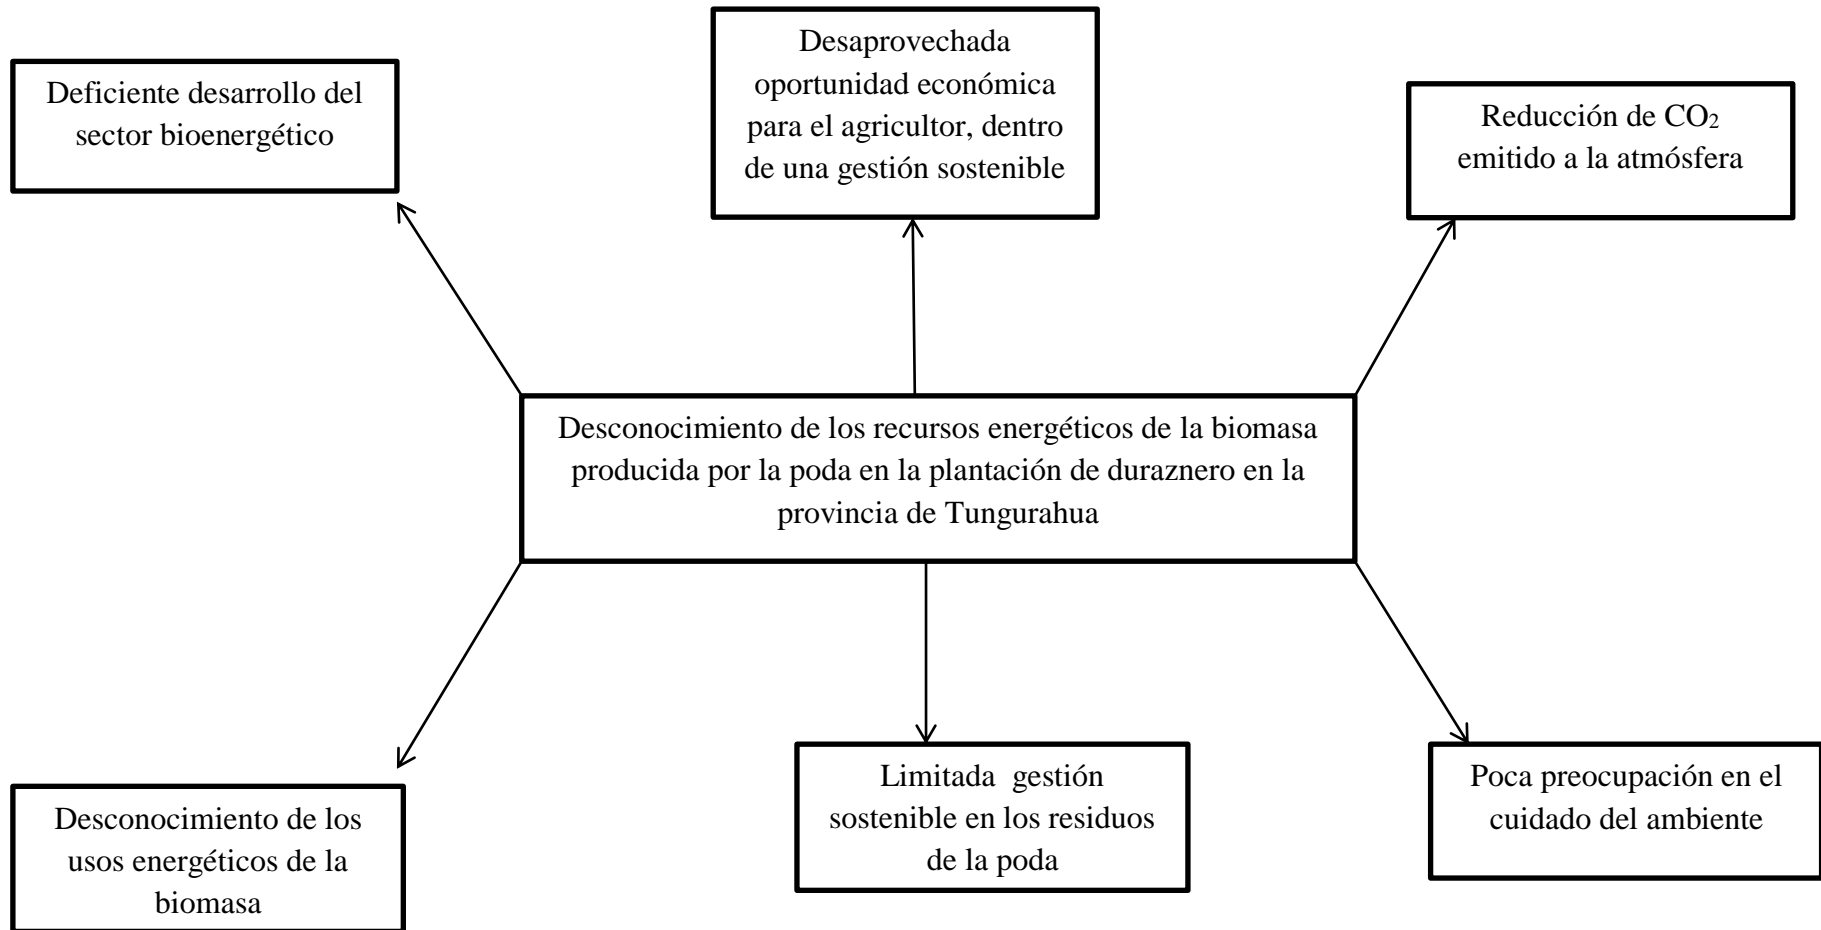 Deficiente desarrollo del
sector bioenergético
Desaprovechada
oportunidad económica
para el agricultor, dentro
de una gestión sostenible
Reducción de CO₂
emitido a la atmósfera
Desconocimiento de los recursos energéticos de la biomasa
producida por la poda en la plantación de duraznero en la
provincia de Tungurahua
Desconocimiento de los
usos energéticos de la
biomasa
Limitada  gestión
sostenible en los residuos
de la poda
Poca preocupación en el
cuidado del ambiente